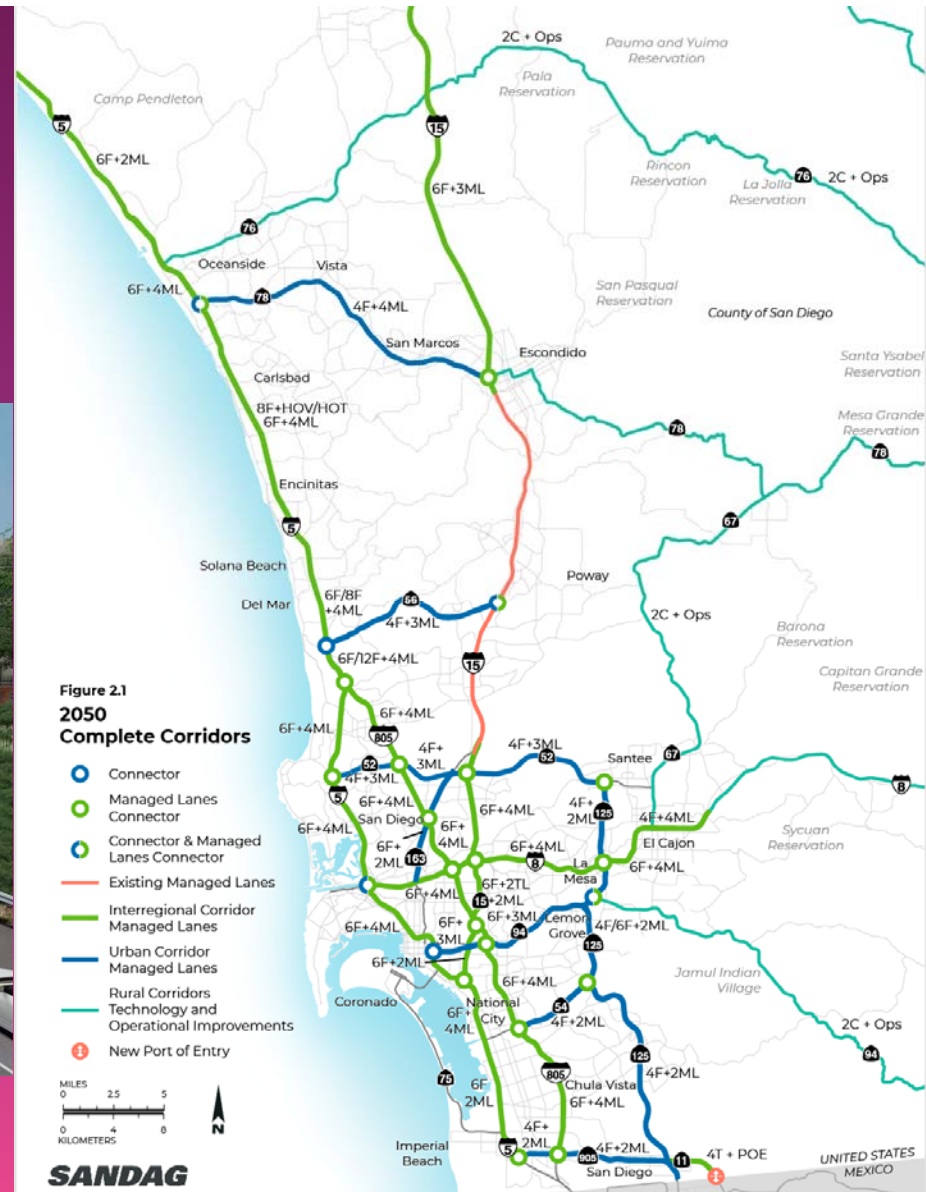 2C + Ops
Pauma and Yuima
Reservation
Pala
Reservation
Camp Pendleton
5
15
6F+2ML
6F+3ML
Rincon
Reservation
La Jolla
Reservation
76
2C + Ops
76
Oceanside
Vista
6F+4ML
78
4F+4ML
San Pasqual
Reservation
County of San Diego
San Marcos
Escondido
Santa Ysabel
Reservation
Carlsbad
8F+HOV/HOT
6F+4ML
Mesa Grande
Reservation
78
78
Encinitas
5
67
Solana Beach
Poway
Del Mar
6F/8F
+4ML
56
4F+3ML
2C + Ops
Barona
Reservation
6F/12F+4ML
15
Capitan Grande
Reservation
Figure 2.1
2050
Complete Corridors
Connector
Managed Lanes
Connector
Connector & Managed
Lanes Connector
Existing Managed Lanes
Interregional Corridor
Managed Lanes
Urban Corridor
Managed Lanes
Rural Corridors
Technology and
Operational Improvements
New Port of Entry
6F+4ML
6F+4ML
805
4F+
3ML
4F+3ML
52
Santee
67
52
4F+3ML
8
5
6F+4ML
San Diego
6F+4ML
4F+
2ML
125
4F+4ML
6F+4ML
6F+
4ML
El Cajon
Sycuan
Reservation
6F+
2ML
163
6F+4ML
8
La
Mesa
6F+4ML
6F+4ML
6F+2TL
+2ML
15
6F+4ML
6F+
3ML
6F+3ML
94
Lemon
Grove
4F/6F+2ML
125
6F+2ML
6F+4ML
Jamul Indian
Village
Coronado
National
City
54
4F+2ML
6F+
4ML
2C + Ops
94
125
4F+2ML
75
6F
2ML
805
Chula Vista
6F+4ML
MILES
0 2.5 5
0 4 8
KILOMETERS
N
Imperial
Beach
4F+
2ML
5
905
4F+2ML
San Diego
11
4T + POE
UNITED STATES
MEXICO
SANDAG